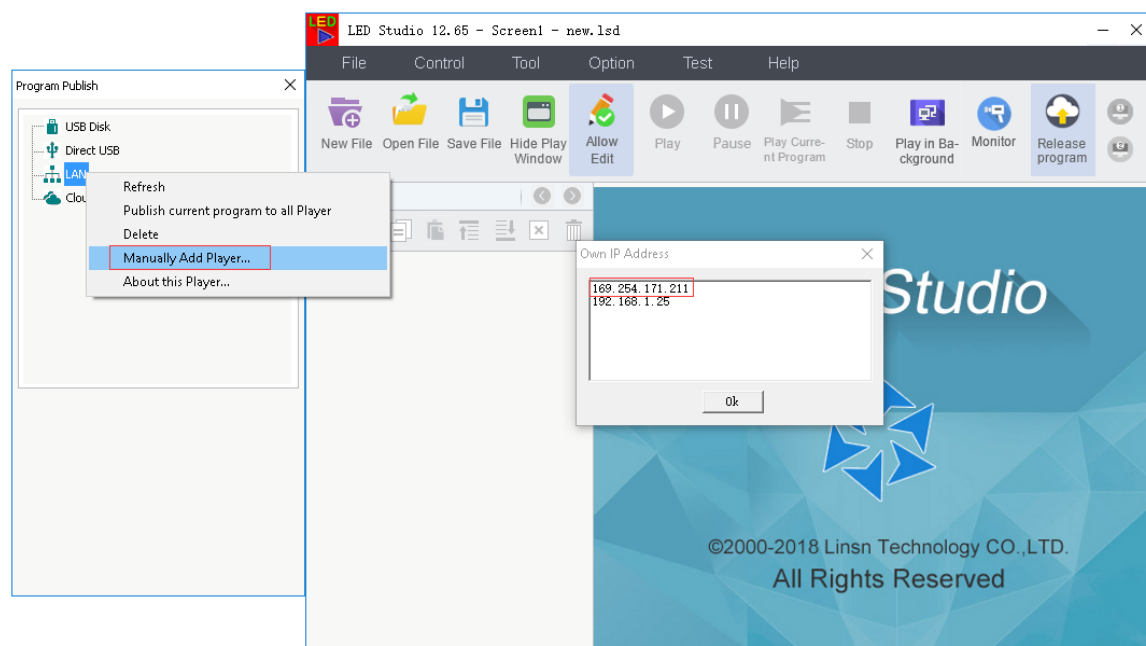 LED
LED Studio 12.65 - Screen1 - new.lsd
File Control Tool Option Test Help
New File
Open File
Save File
Hide Play
Window
Allow
Edit
Play
Pause
Play Curre-
nt Program
Stop
Play in Ba-
ckground
Monitor
Release
program
Program Publish
USB Disk
Direct USB
LAN
Clou
Refresh
Publish current program to all Player
Delete
Manually Add Player...
About this Player...
Own IP Address
169.254.171.211
192.168.1.25
Ok
Studio
©2000-2018 Linsn Technology CO.,LTD.
All Rights Reserved